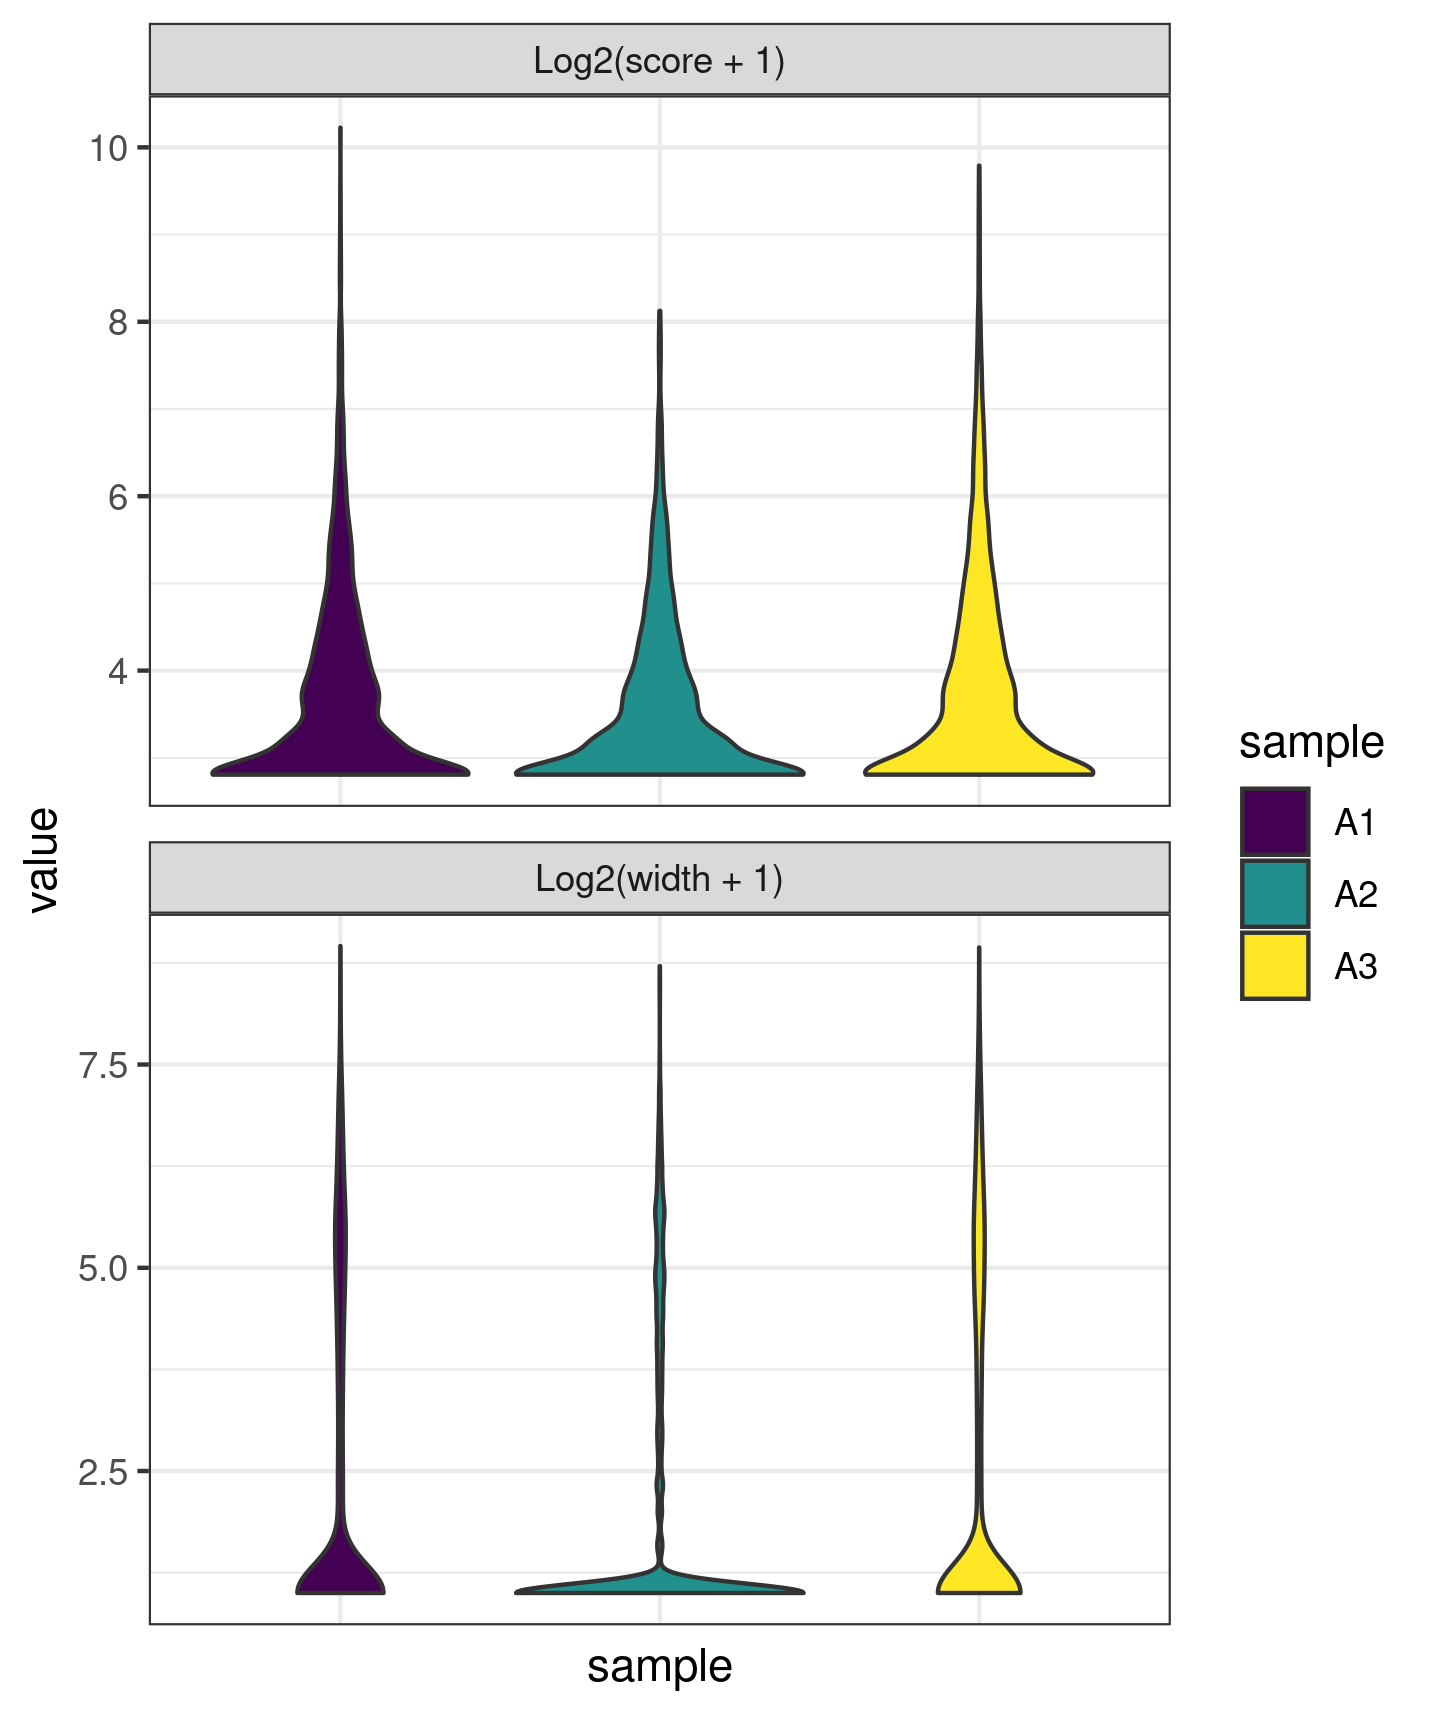 Log2(score + 1)
10
8
6
4
Log2(width + 1)
7.5
5.0
2.5
value
sample
sample
A1
A2
A3